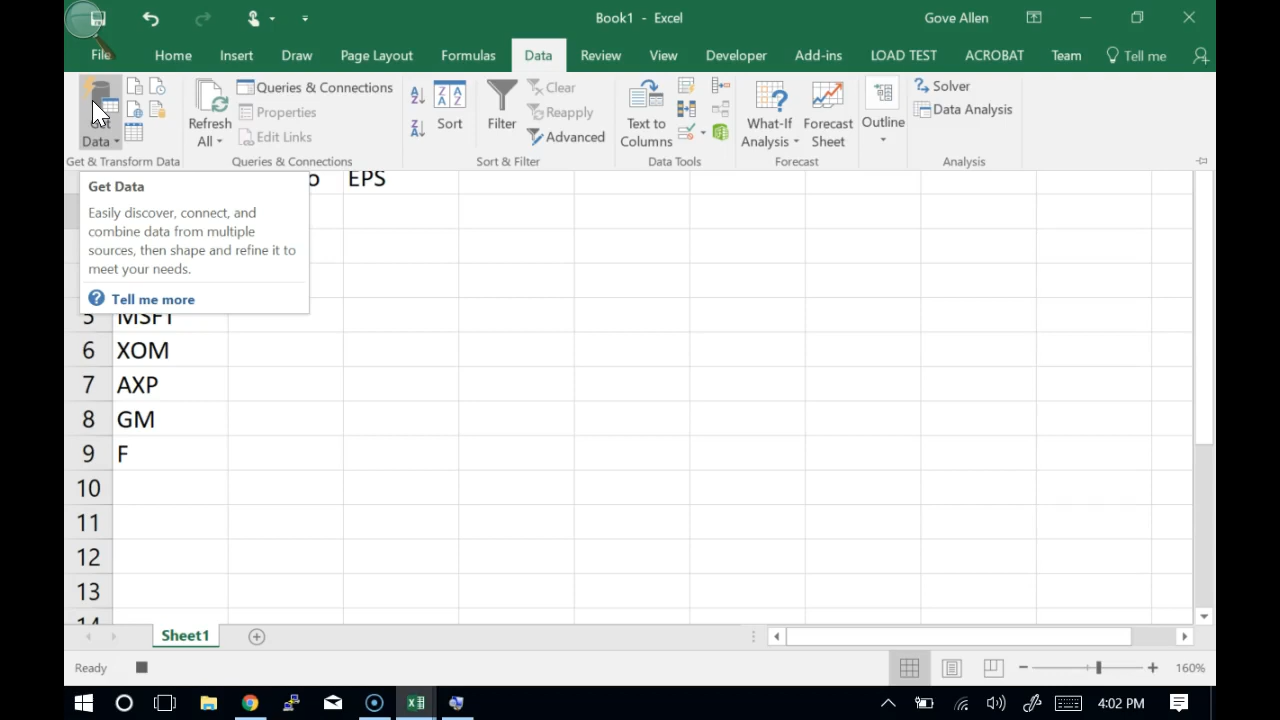 Book1 - Excel
Gove Allen
File
Home
Insert
Draw
Page Layout
Formulas
Data
Review
View
Developer
Add-ins
LOAD TEST
ACROBAT
Team
Tell me
Get
Data
Refresh
All
Queries & Connections
Properties
Edit Links
Sort
Filter
Clear
Reapply
Advanced
Text to
Columns
What-If
Analysis
Forecast
Sheet
Outline
Solver
Data Analysis
Get & Transform Data
Queries & Connections
Sort & Filter
Data Tools
Forecast
Analysis
Get Data
Easily discover, connect, and
combine data from multiple
sources, then shape and refine it to
meet your needs.
Tell me more
o EPS
5 MSFT
6 XOM
7 AXP
8 GM
9 F
10
11
12
13
14
Sheet1
Ready
160%
4:02 PM